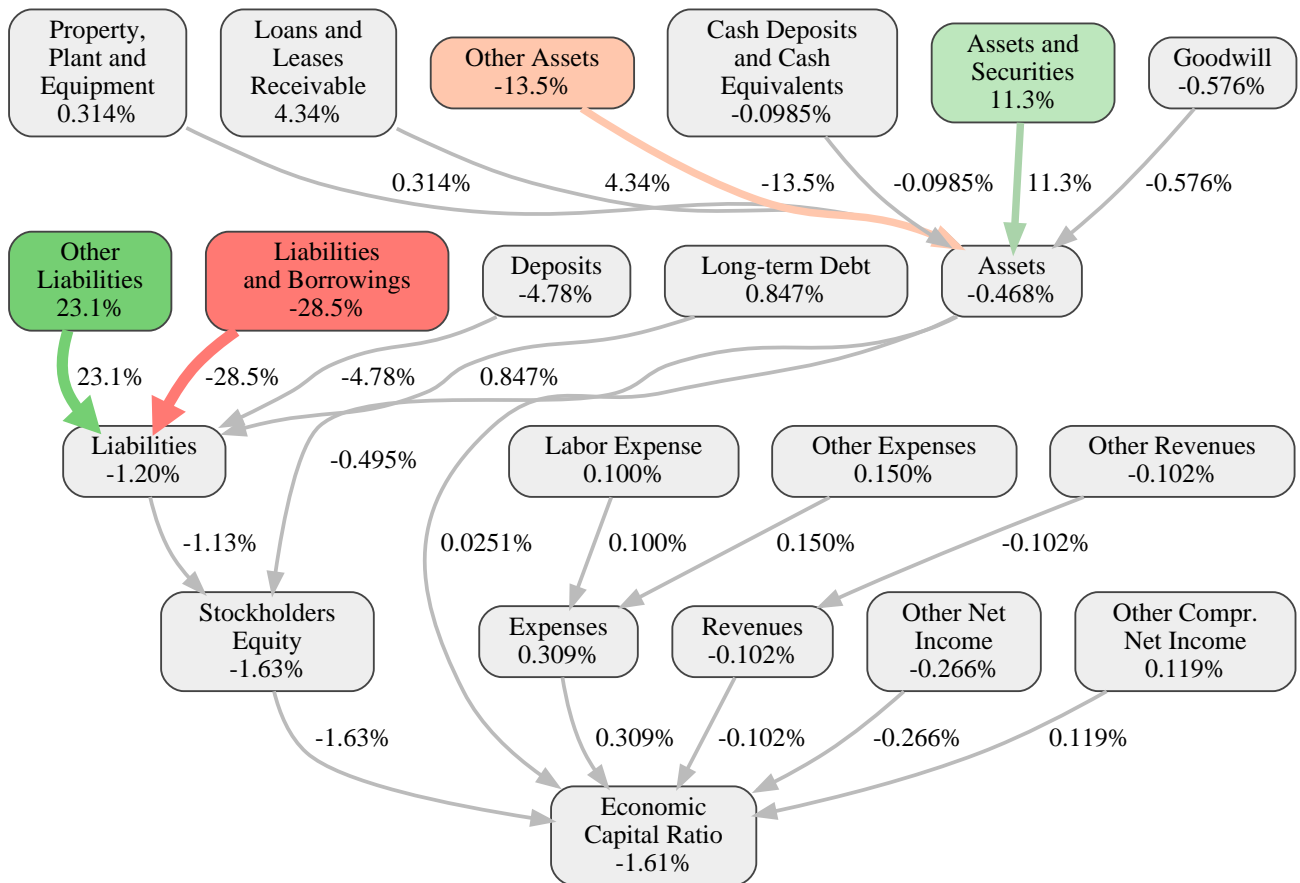 Property,
Plant and
Equipment
0.314%
Loans and
Leases
Receivable
4.34%
Other Assets
-13.5%
Cash Deposits
and Cash
Equivalents
-0.0985%
Assets and
Securities
11.3%
Goodwill
-0.576%
0.314%
4.34%
-13.5%
-0.0985%
11.3%
-0.576%
Other
Liabilities
23.1%
Liabilities
and Borrowings
-28.5%
Deposits
-4.78%
Long-term Debt
0.847%
Assets
-0.468%
23.1%
-28.5%
-4.78%
0.847%
Liabilities
-1.20%
-0.495%
Labor Expense
0.100%
Other Expenses
0.150%
Other Revenues
-0.102%
-1.13%
0.0251%
0.100%
0.150%
-0.102%
Stockholders
Equity
-1.63%
Expenses
0.309%
Revenues
-0.102%
Other Net
Income
-0.266%
Other Compr.
Net Income
0.119%
-1.63%
0.309%
-0.102%
-0.266%
0.119%
Economic
Capital Ratio
-1.61%